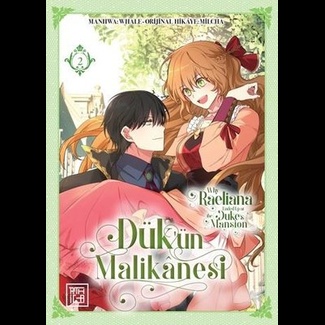 MANHWA: WHALE - ORİJİNAL HİKAYE: MILCHA
2
Why
Raeliana
Ended Up at
the Duke's
Mansion
Dük'ün
Malikanesi